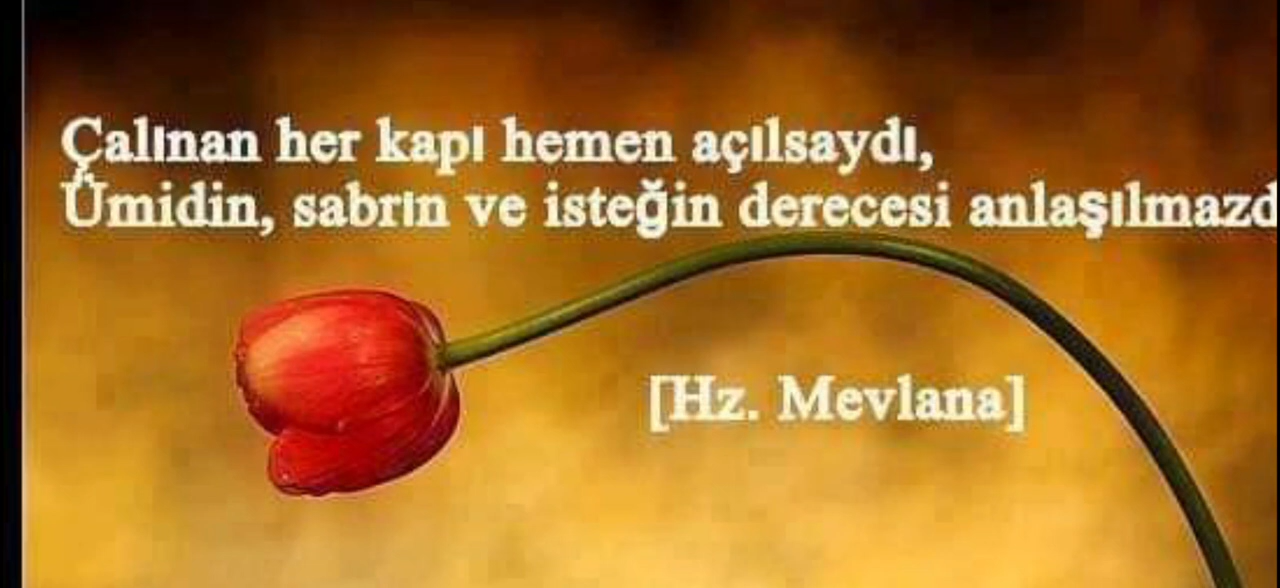 Çalınan her kapı hemen açılsaydı,
Ümidin, sabrın ve isteğin derecesi anlaşılmazd
[Hz. Mevlana]